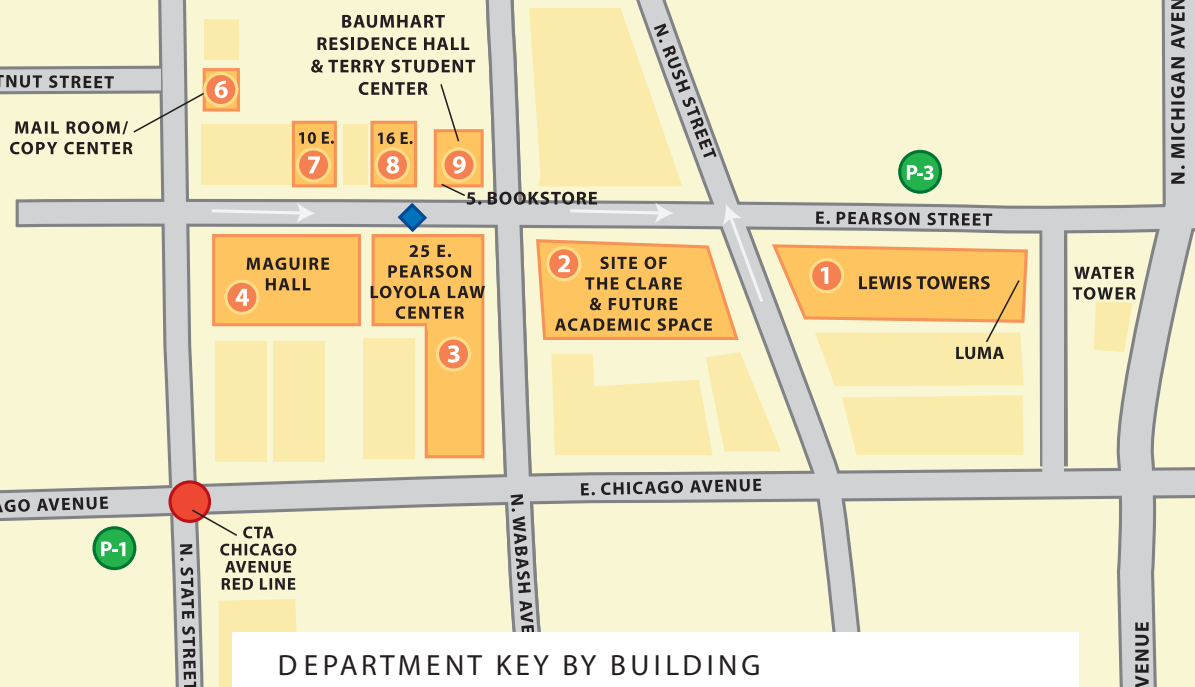 BAUMHART
RESIDENCE HALL
& TERRY STUDENT
CENTER
N. RUSH STREET
N. MICHIGAN AVEN
TNUT STREET
6
MAIL ROOM/
COPY CENTER
10 E.
7
16 E.
8
9
P-3
5. BOOKSTORE
E. PEARSON STREET
MAGUIRE
HALL
4
25 E.
PEARSON
LOYOLA LAW
CENTER
3
2
SITE OF
THE CLARE
& FUTURE
ACADEMIC SPACE
1
LEWIS TOWERS
LUMA
WATER
TOWER
AGO AVENUE
E. CHICAGO AVENUE
P-1
CTA
CHICAGO
AVENUE
RED LINE
N. STATE STREET
N. WABASH AVE
VENUE
DEPARTMENT KEY BY BUILDING